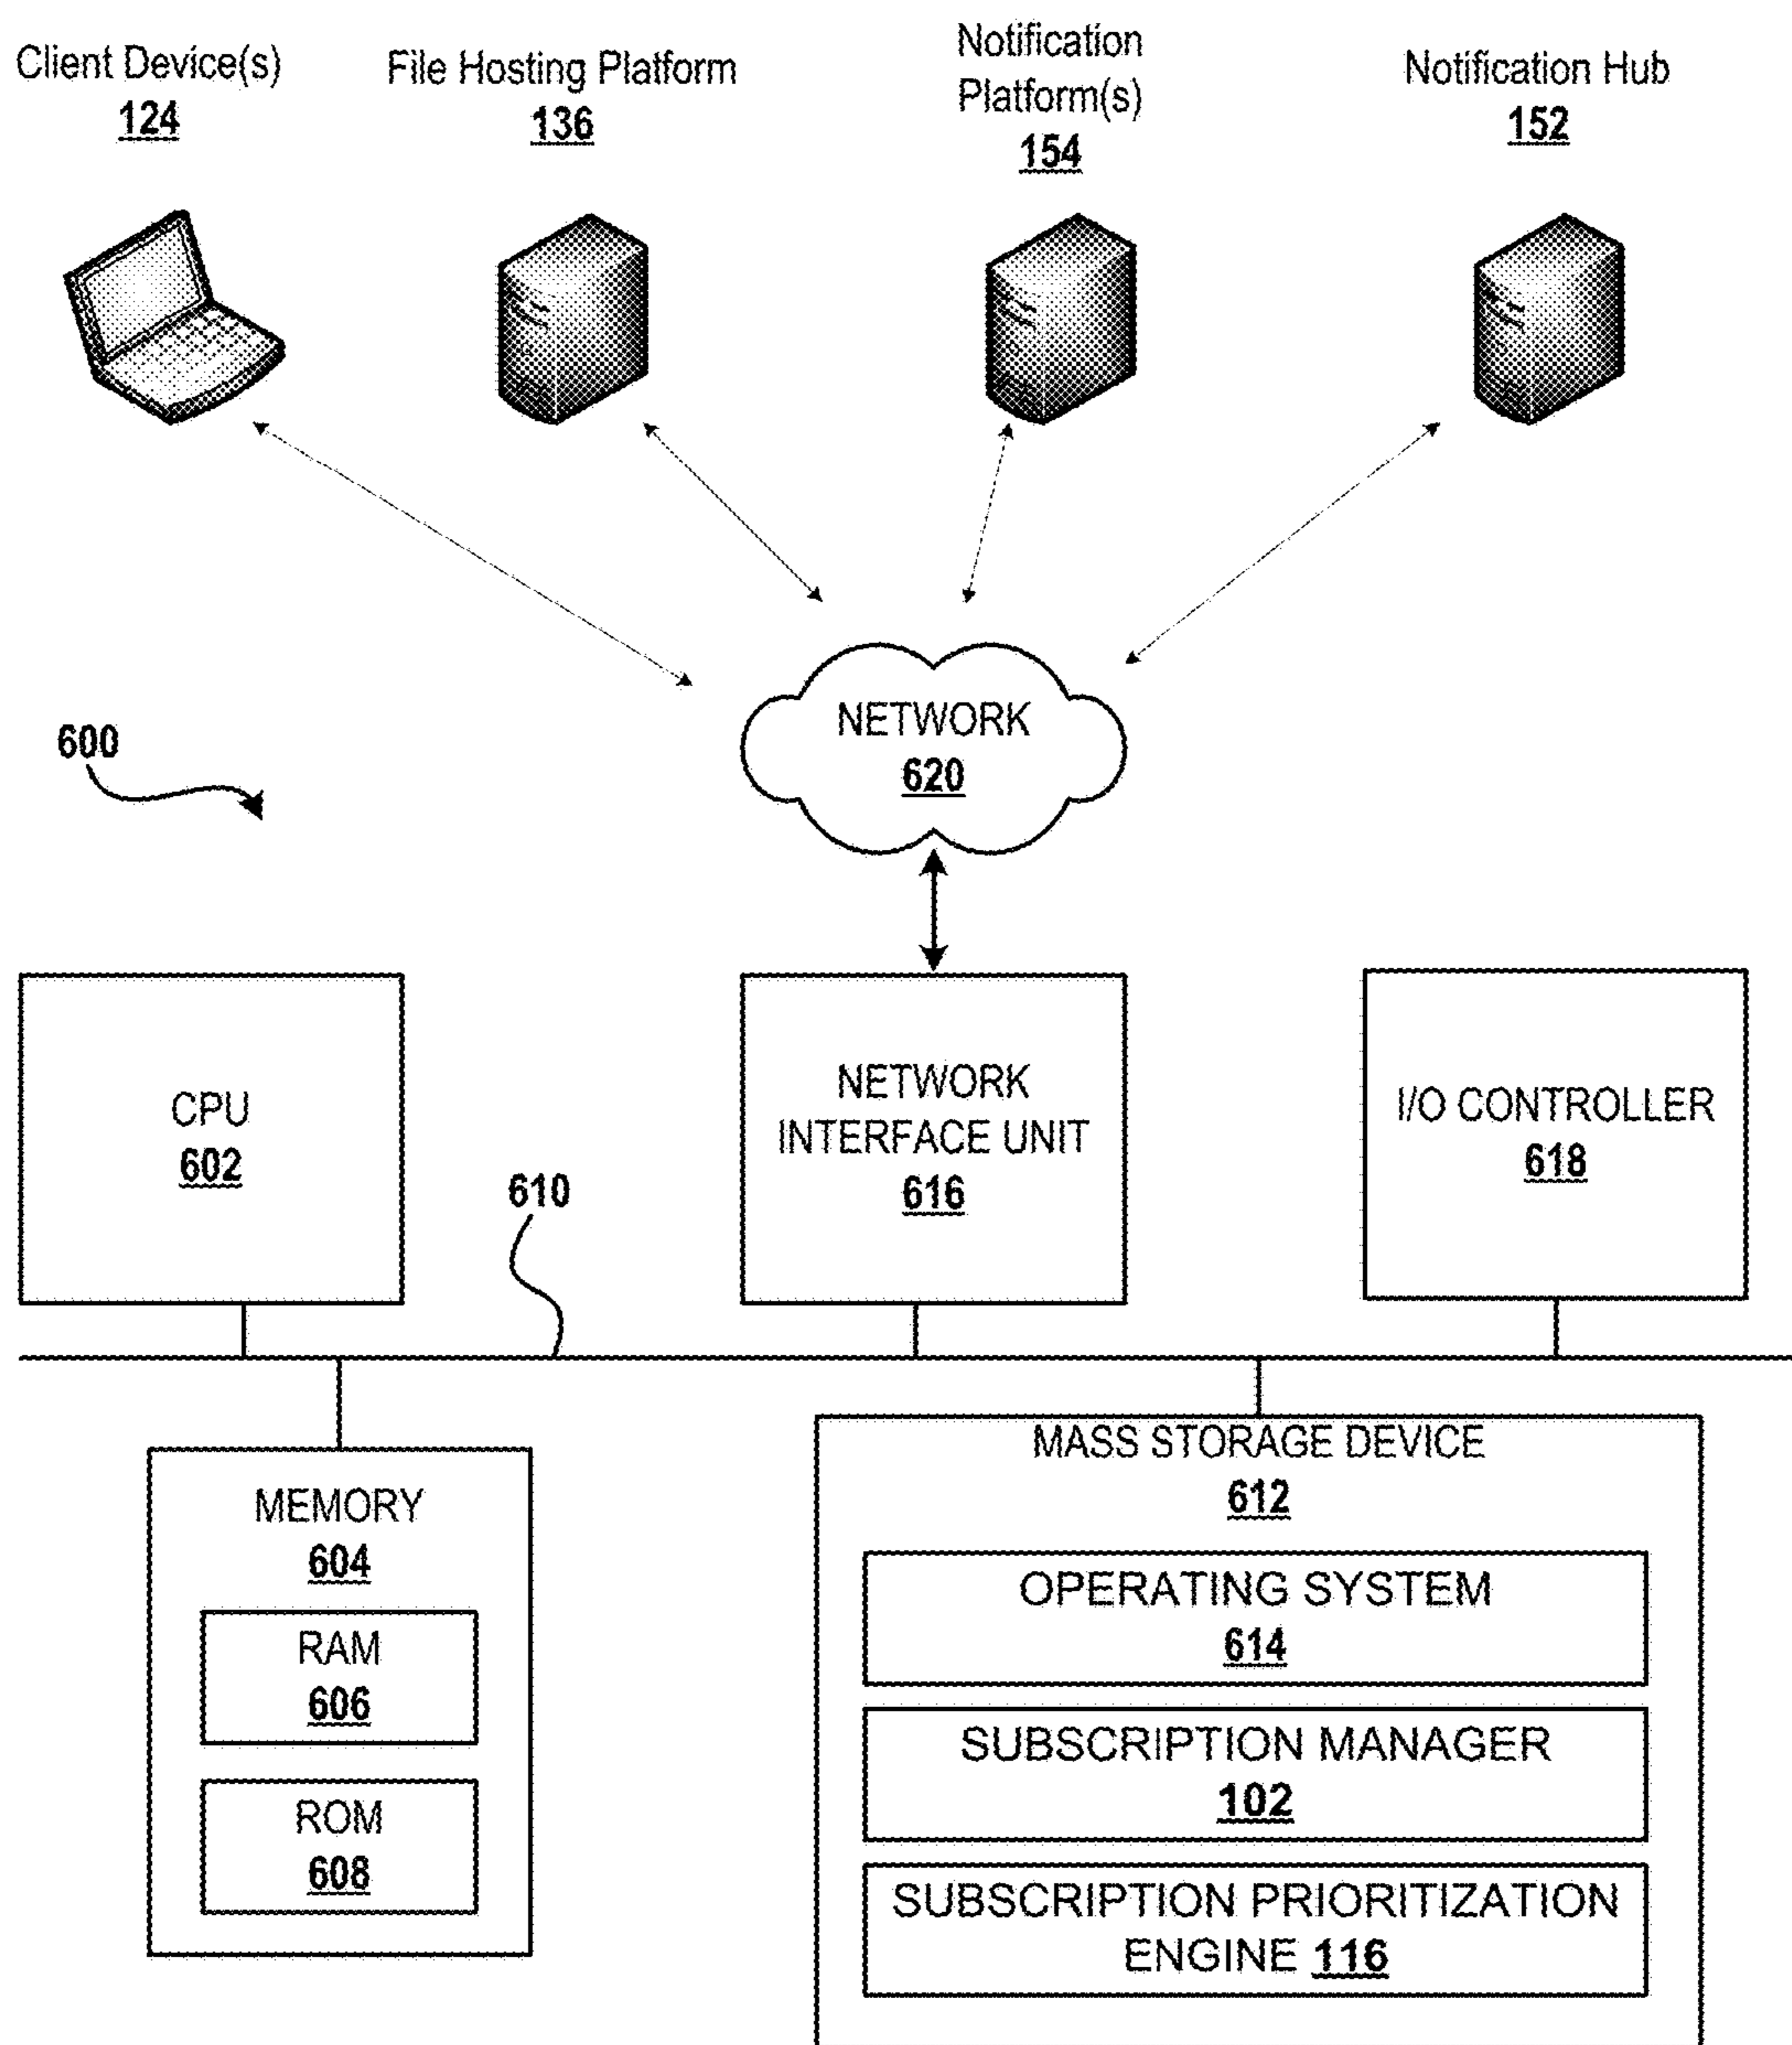 Client Device(s)
124
File Hosting Platform
136
Notification
Platform(s)
154
Notification Hub
152
NETWORK
620
600
CPU
602
NETWORK
INTERFACE UNIT
616
I/O CONTROLLER
618
610
MEMORY
604
RAM
606
ROM
608
MASS STORAGE DEVICE
612
OPERATING SYSTEM
614
SUBSCRIPTION MANAGER
102
SUBSCRIPTION PRIORITIZATION
ENGINE 116